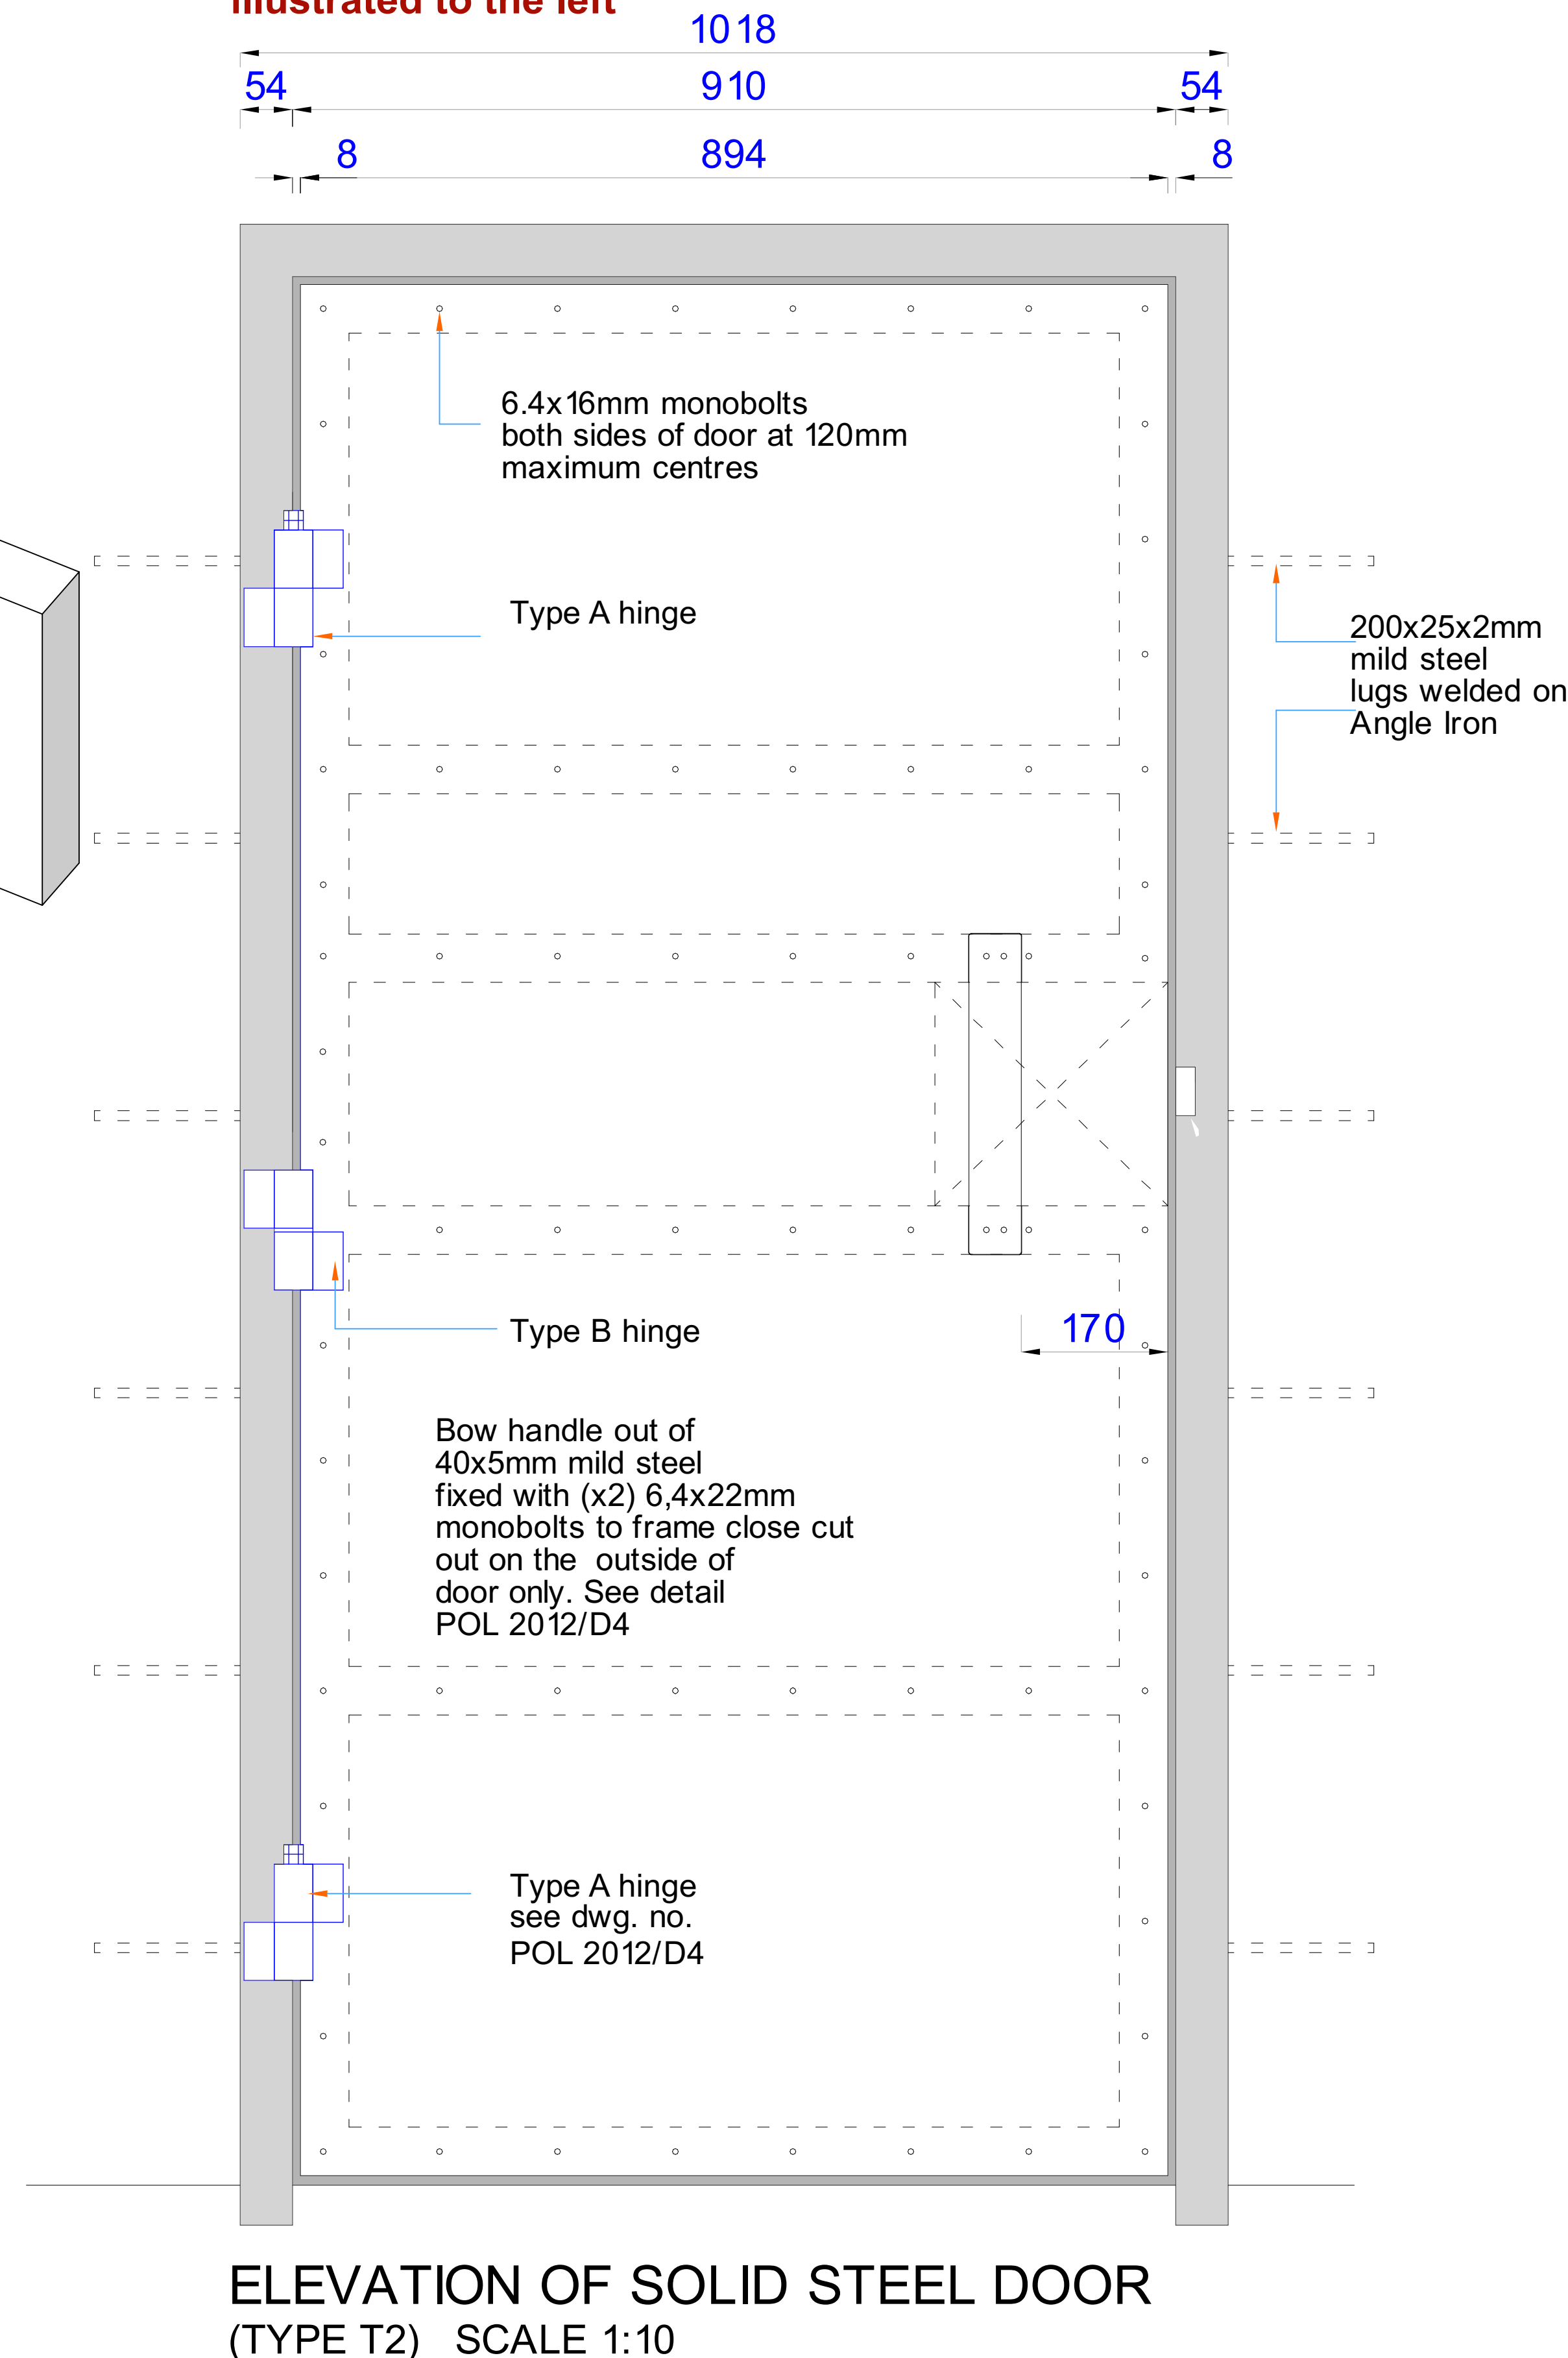 illustrated to the left
1018
54 910 54
8 894 8
6.4x16mm monobolts
both sides of door at 120mm
maximum centres
Type A hinge
200x25x2mm
mild steel
lugs welded on
Angle Iron
Type B hinge
170
Bow handle out of
40x5mm mild steel
fixed with (x2) 6,4x22mm
monobolts to frame close cut
out on the outside of
door only. See detail
POL 2012/D4
Type A hinge
see dwg. no.
POL 2012/D4
ELEVATION OF SOLID STEEL DOOR
(TYPE T2) SCALE 1:10